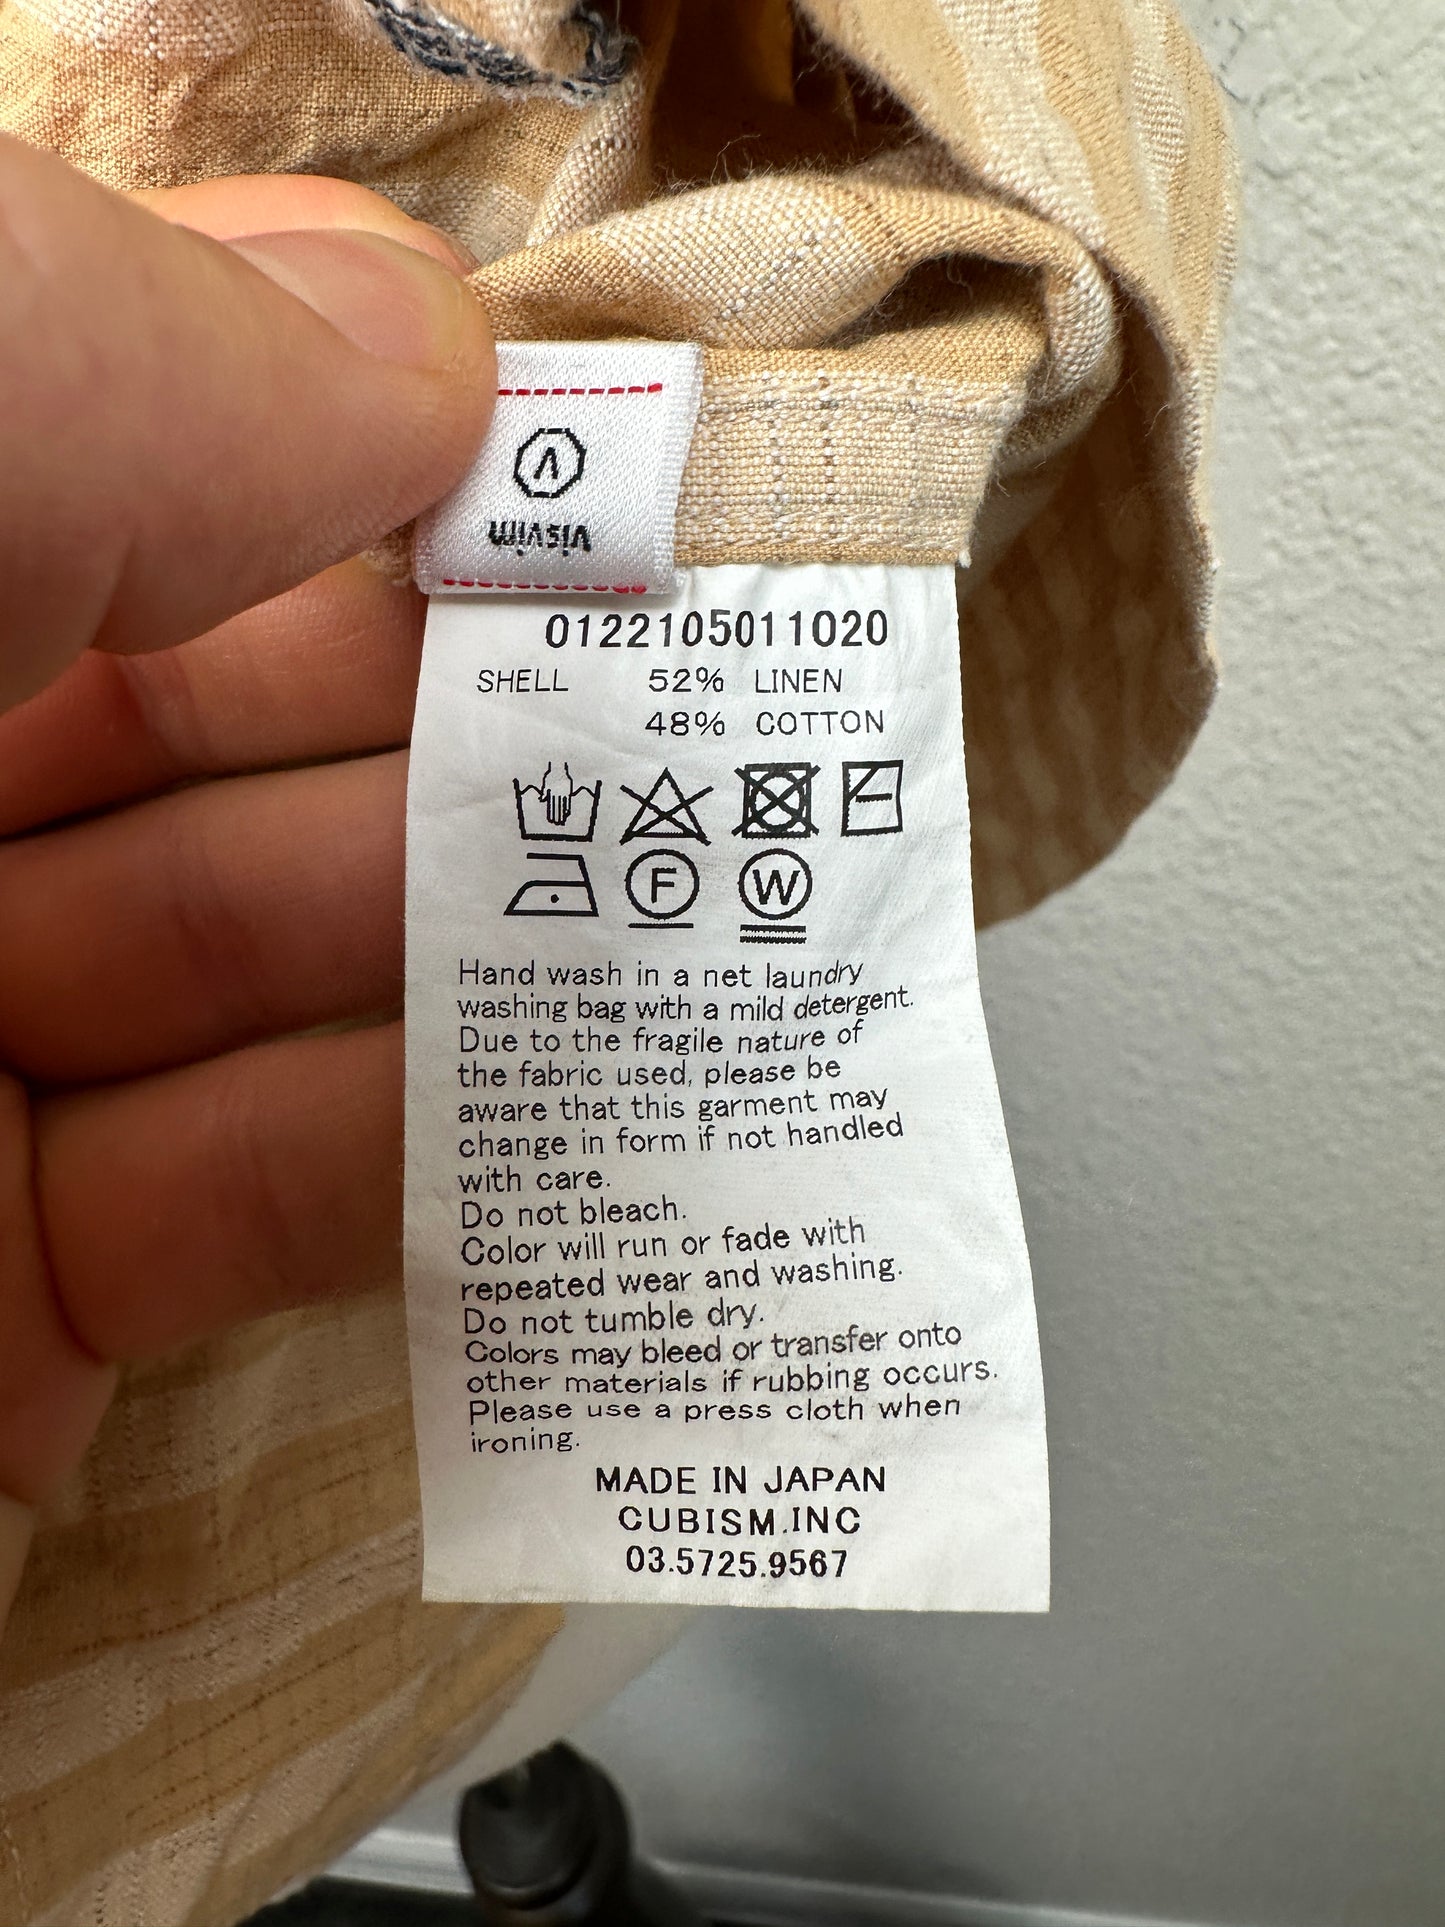 visvim
0122105011020
SHELL 52% LINEN
48% COTTON
F W
Hand wash in a net laundry
washing bag with a mild detergent.
Due to the fragile nature of
the fabric used, please be
aware that this garment may
change in form if not handled
with care.
Do not bleach.
Color will run or fade with
repeated wear and washing.
Do not tumble dry.
Colors may bleed or transfer onto
other materials if rubbing occurs.
Please use a press cloth when
ironing.
MADE IN JAPAN
CUBISM.INC
03.5725.9567